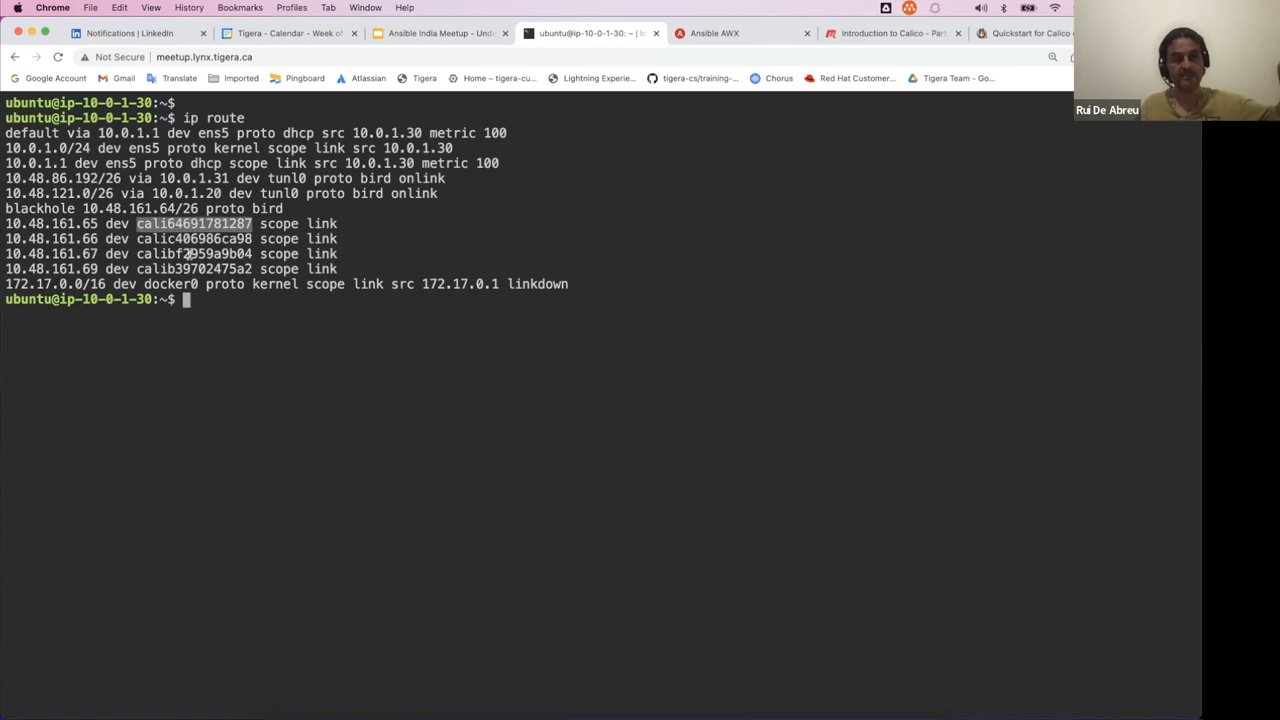 Chrome File Edit View History Bookmarks Profiles Tab Window Help
Notifications | LinkedIn
Tigera - Calendar - Week of
Ansible India Meetup - Und
ubuntu@ip-10-0-1-30: ~ | lo
Ansible AWX
Introduction to Calico - Part
Quickstart for Calico o
Not Secure | meetup.lynx.tigera.ca
Google Account Gmail Translate Imported Pingboard Atlassian Tigera Home – tigera-cu... Lightning Experie... tigera-cs/training-... Chorus Red Hat Customer... Tigera Team - Go...
Rui De Abreu
ubuntu@ip-10-0-1-30:~$
ubuntu@ip-10-0-1-30:~$ ip route
default via 10.0.1.1 dev ens5 proto dhcp src 10.0.1.30 metric 100
10.0.1.0/24 dev ens5 proto kernel scope link src 10.0.1.30
10.0.1.1 dev ens5 proto dhcp scope link src 10.0.1.30 metric 100
10.48.86.192/26 via 10.0.1.31 dev tunl0 proto bird onlink
10.48.121.0/26 via 10.0.1.20 dev tunl0 proto bird onlink
blackhole 10.48.161.64/26 proto bird
10.48.161.65 dev cali64691781287 scope link
10.48.161.66 dev calic406986ca98 scope link
10.48.161.67 dev calibf2959a9b04 scope link
10.48.161.69 dev calib39702475a2 scope link
172.17.0.0/16 dev docker0 proto kernel scope link src 172.17.0.1 linkdown
ubuntu@ip-10-0-1-30:~$